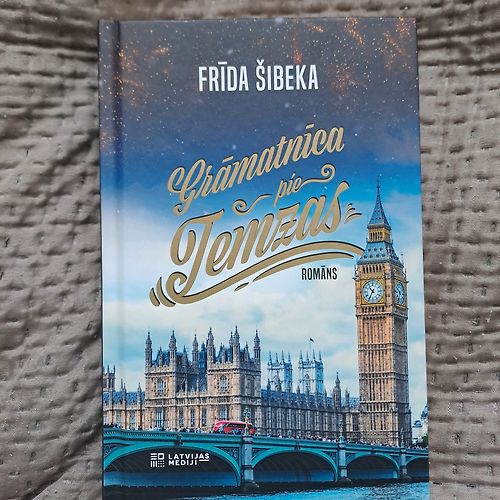 FRĪDA ŠIBEKA
Grāmatnīca
pie
Temzas
ROMĀNS
LATVIJAS
MEDIJI